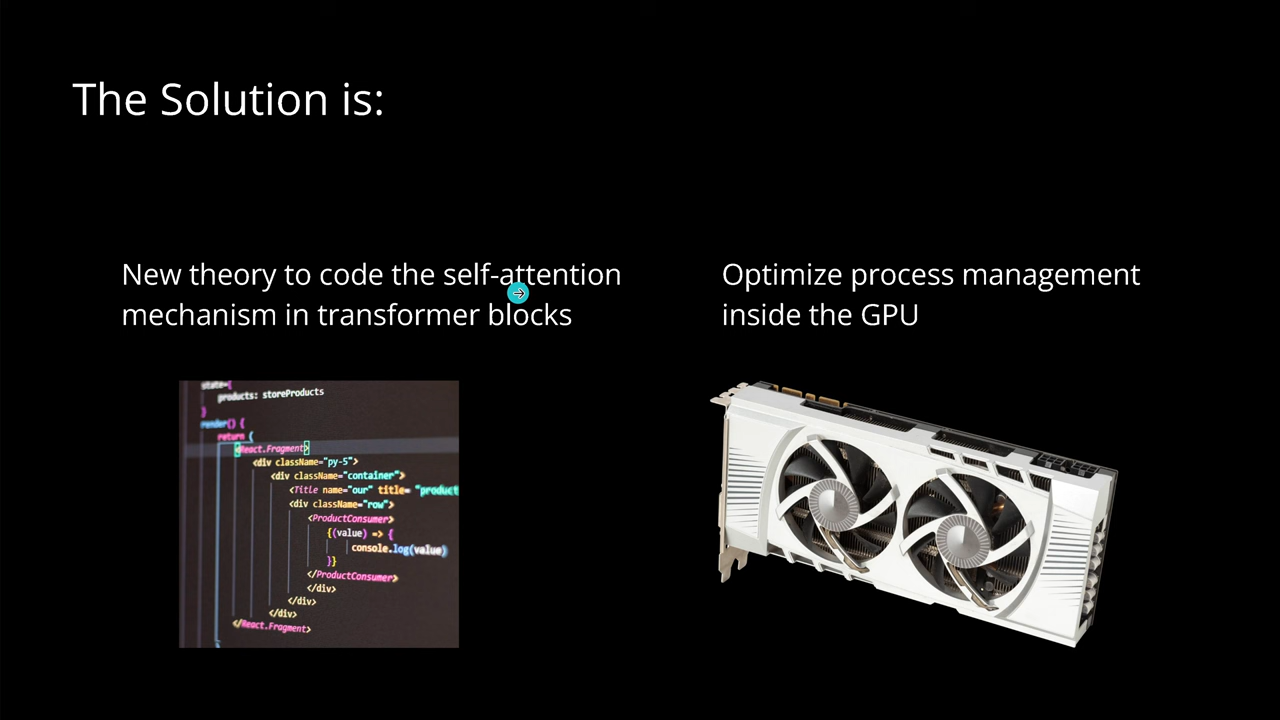 The Solution is:
New theory to code the self-attention
mechanism in transformer blocks
Optimize process management
inside the GPU
state={
products: storeProducts
}
render() {
return (
<React.Fragment>
<div className="py-5">
<div className="container">
<Title name="our" title= "product
<div className="row">
<ProductConsumer>
{(value) => {
console.log(value)
}}
</ProductConsumer>
</div>
</div>
</div>
</React.Fragment>